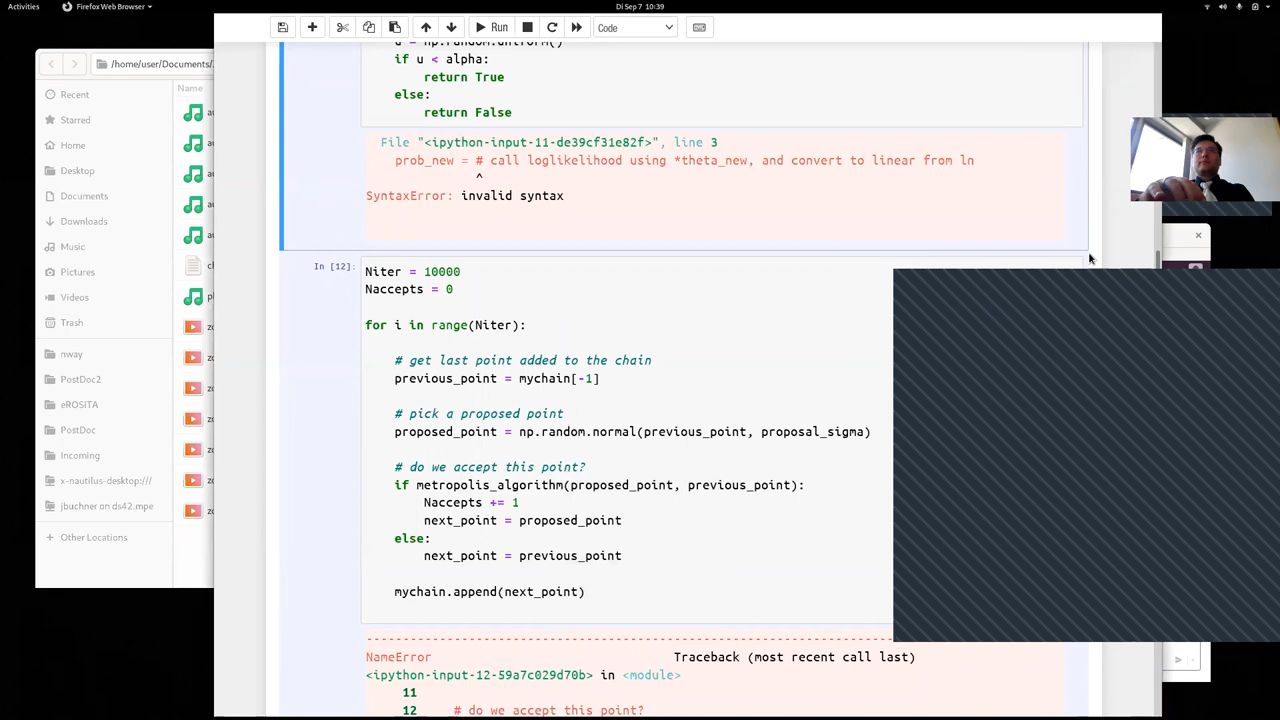 Activities
Firefox Web Browser
Di Sep 7 10:39
Run
Code
/home/user/Documents/
Name
Recent
Starred
Home
Desktop
Documents
Downloads
Music
Pictures
Videos
Trash
nway
PostDoc2
eROSITA
PostDoc
Incoming
x-nautilus-desktop:///
jbuchner on ds42.mpe
Other Locations
u = np.random.uniform()
if u < alpha:
return True
else:
return False
File "<ipython-input-11-de39cf31e82f>", line 3
prob_new = # call loglikelihood using *theta_new, and convert to linear from ln
^
SyntaxError: invalid syntax
In [12]:
Niter = 10000
Naccepts = 0
for i in range(Niter):
# get last point added to the chain
previous_point = mychain[-1]
# pick a proposed point
proposed_point = np.random.normal(previous_point, proposal_sigma)
# do we accept this point?
if metropolis_algorithm(proposed_point, previous_point):
Naccepts += 1
next_point = proposed_point
else:
next_point = previous_point
mychain.append(next_point)
---------------------------------------------------------------------------
NameError Traceback (most recent call last)
<ipython-input-12-59a7c029d70b> in <module>
11
12 # do we accept this point?